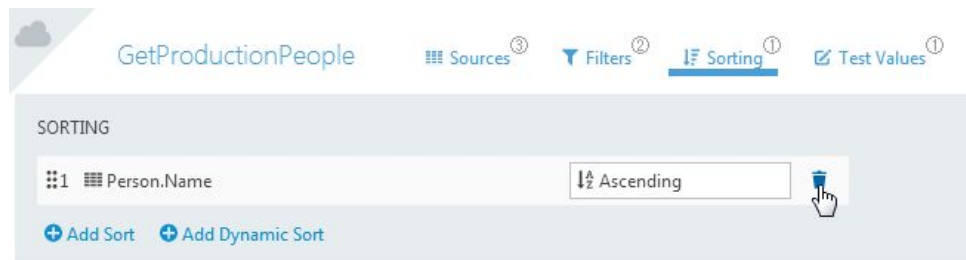 GetProductionPeople Sources ③ Filters ② Sorting ① Test Values ①
SORTING
1 Person.Name Ascending
Add Sort Add Dynamic Sort